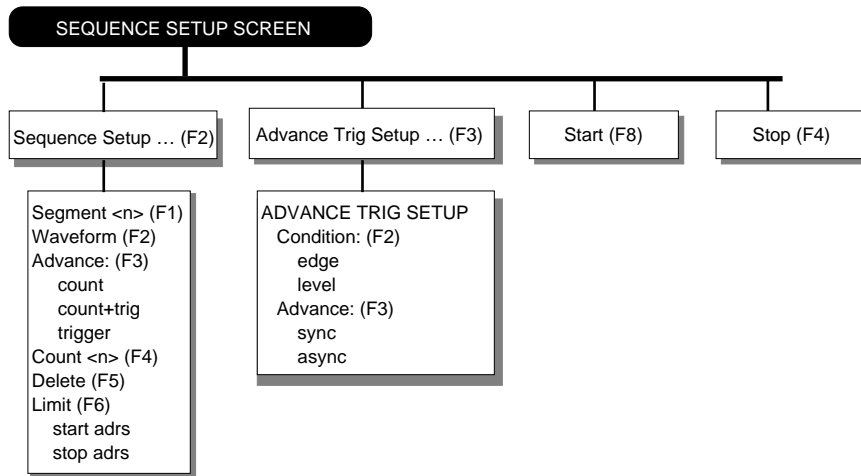 SEQUENCE SETUP SCREEN
Sequence Setup … (F2)
Advance Trig Setup … (F3)
Start (F8)
Stop (F4)
Segment <n> (F1)
Waveform (F2)
Advance: (F3)
count
count+trig
trigger
Count <n> (F4)
Delete (F5)
Limit (F6)
start adrs
stop adrs
ADVANCE TRIG SETUP
Condition: (F2)
edge
level
Advance: (F3)
sync
async